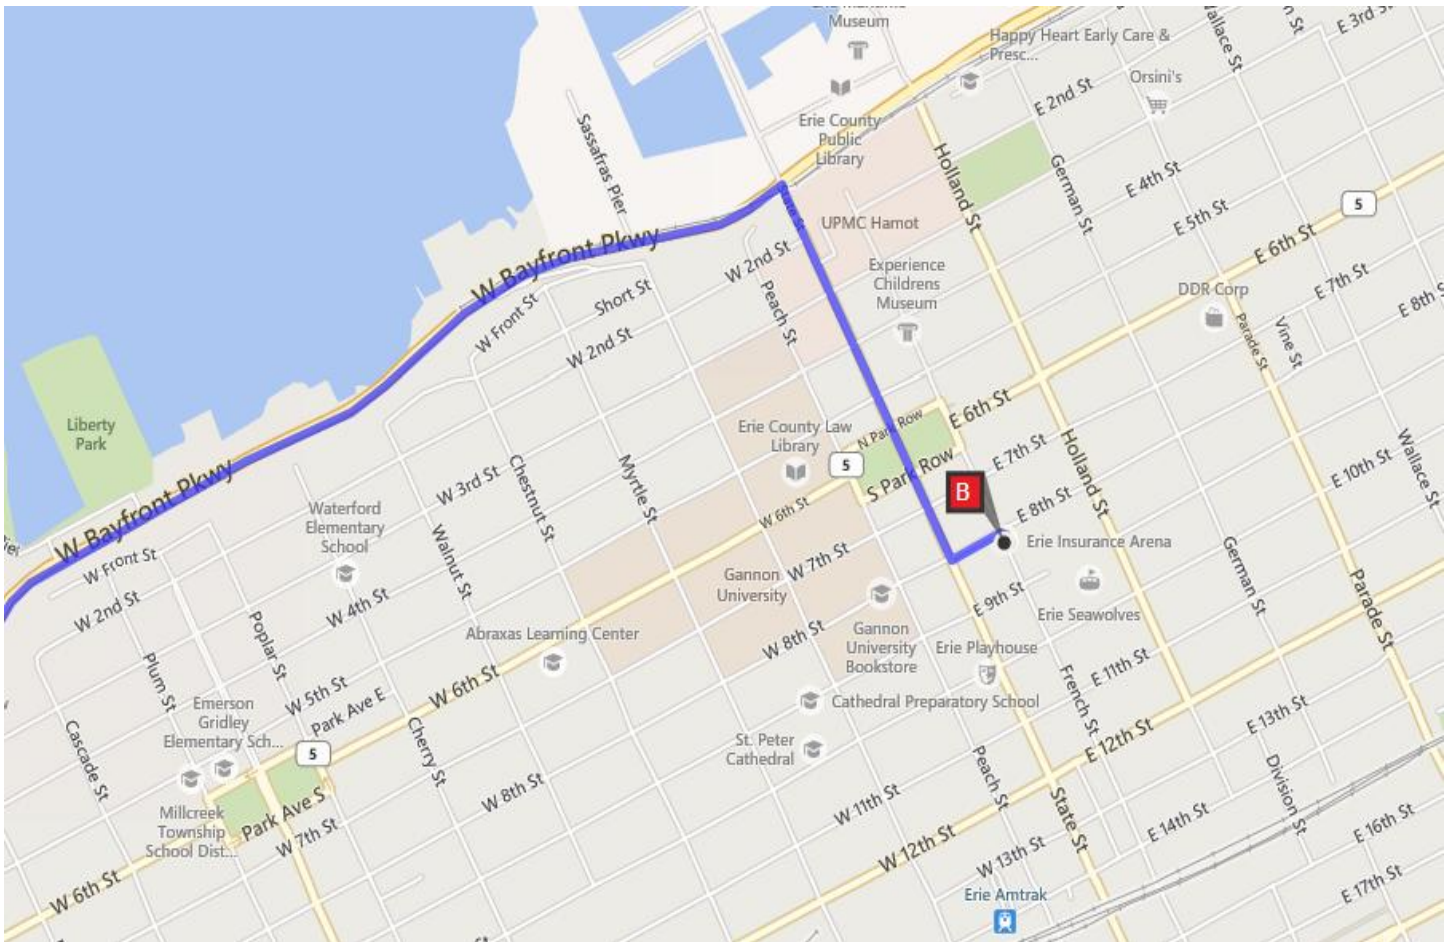 Museum
Happy Heart Early Care &
Presc...
Wallace St
E 3rd St
Orsini's
E 2nd St
Sassafras Pier
Erie County
Public
Library
Holland St
German St
E 4th St
5
E 5th St
State St
UPMC Hamot
W Bayfront Pkwy
E 6th St
W 2nd St
Experience
Childrens
Museum
E 7th St
DDR Corp
E 8th S
Short St
Peach St
W Front St
W 2nd St
Parade St
Vine St
Liberty
Park
N Park Row
E 6th St
Erie County Law
Library
5
S Park Row
E 7th St
Holland St
Wallace St
E 10th St
W Bayfront Pkwy
W 3rd St
Chestnut St
Myrtle St
B
E 8th St
Waterford
Elementary
School
W 6th St
Erie Insurance Arena
W Front St
Walnut St
W 7th St
Gannon
University
German St
Parade St
E 9th St
Erie Seawolves
W 2nd St
W 4th St
Poplar St
Abraxas Learning Center
W 8th St
Gannon
University
Bookstore
Erie Playhouse
Plum St
W 5th St
W 6th St
E 11th St
French St
Emerson
Gridley
Elementary Sch...
Park Ave E
Cathedral Preparatory School
E 13th St
E 12th St
Cascade St
5
Cherry St
St. Peter
Cathedral
Peach St
W 8th St
W 11th St
State St
Division St
E 14th St
E 16th St
Millcreek
Township
School Dist...
Park Ave S
W 7th St
W 12th St
W 13th St
E 17th St
W 6th St
Erie Amtrak